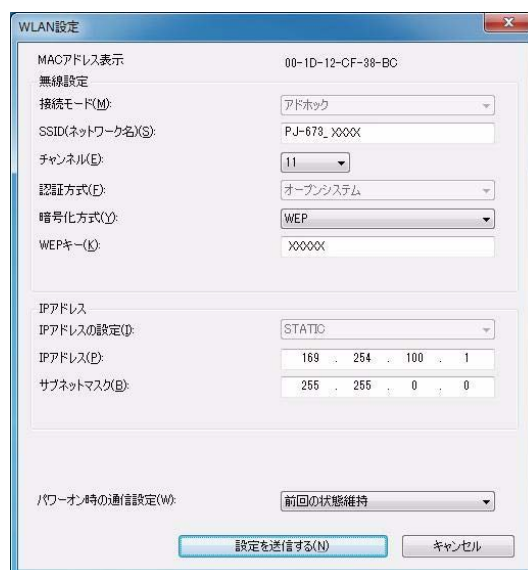 WLAN設定
MACアドレス表示 00-1D-12-CF-38-BC
無線設定
接続モード(M): アドホック
SSID(ネットワーク名)(S): PJ-673_XXXX
チャンネル(E): 11
認証方式(F): オープンシステム
暗号化方式(Y): WEP
WEPキー(K): XXXXX
IPアドレス
IPアドレスの設定(I): STATIC
IPアドレス(P): 169 . 254 . 100 . 1
サブネットマスク(B): 255 . 255 . 0 . 0
パワーオン時の通信設定(W): 前回の状態維持
設定を送信する(N) キャンセル